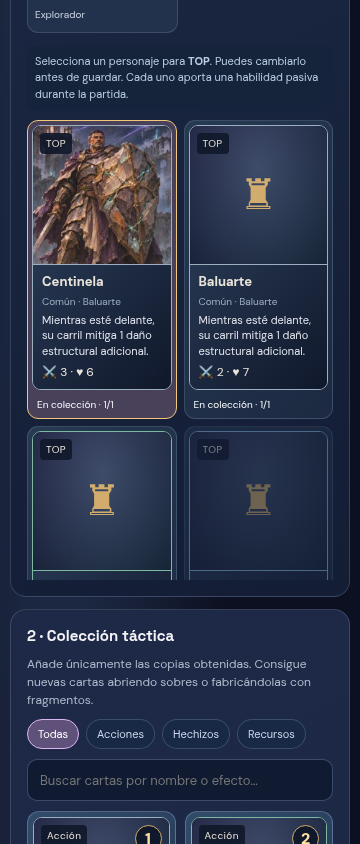 Explorador
Selecciona un personaje para TOP. Puedes cambiarlo
antes de guardar. Cada uno aporta una habilidad pasiva
durante la partida.
TOP
Centinela
Común · Baluarte
Mientras esté delante,
su carril mitiga 1 daño
estructural adicional.
⚔️ 3 · ♥ 6
En colección · 1/1
TOP
Baluarte
Común · Baluarte
Mientras esté delante,
su carril mitiga 1 daño
estructural adicional.
⚔️ 2 · ♥ 7
En colección · 1/1
TOP
TOP
2 · Colección táctica
Añade únicamente las copias obtenidas. Consigue
nuevas cartas abriendo sobres o fabricándolas con
fragmentos.
Todas
Acciones
Hechizos
Recursos
Buscar cartas por nombre o efecto...
Acción
1
Acción
2